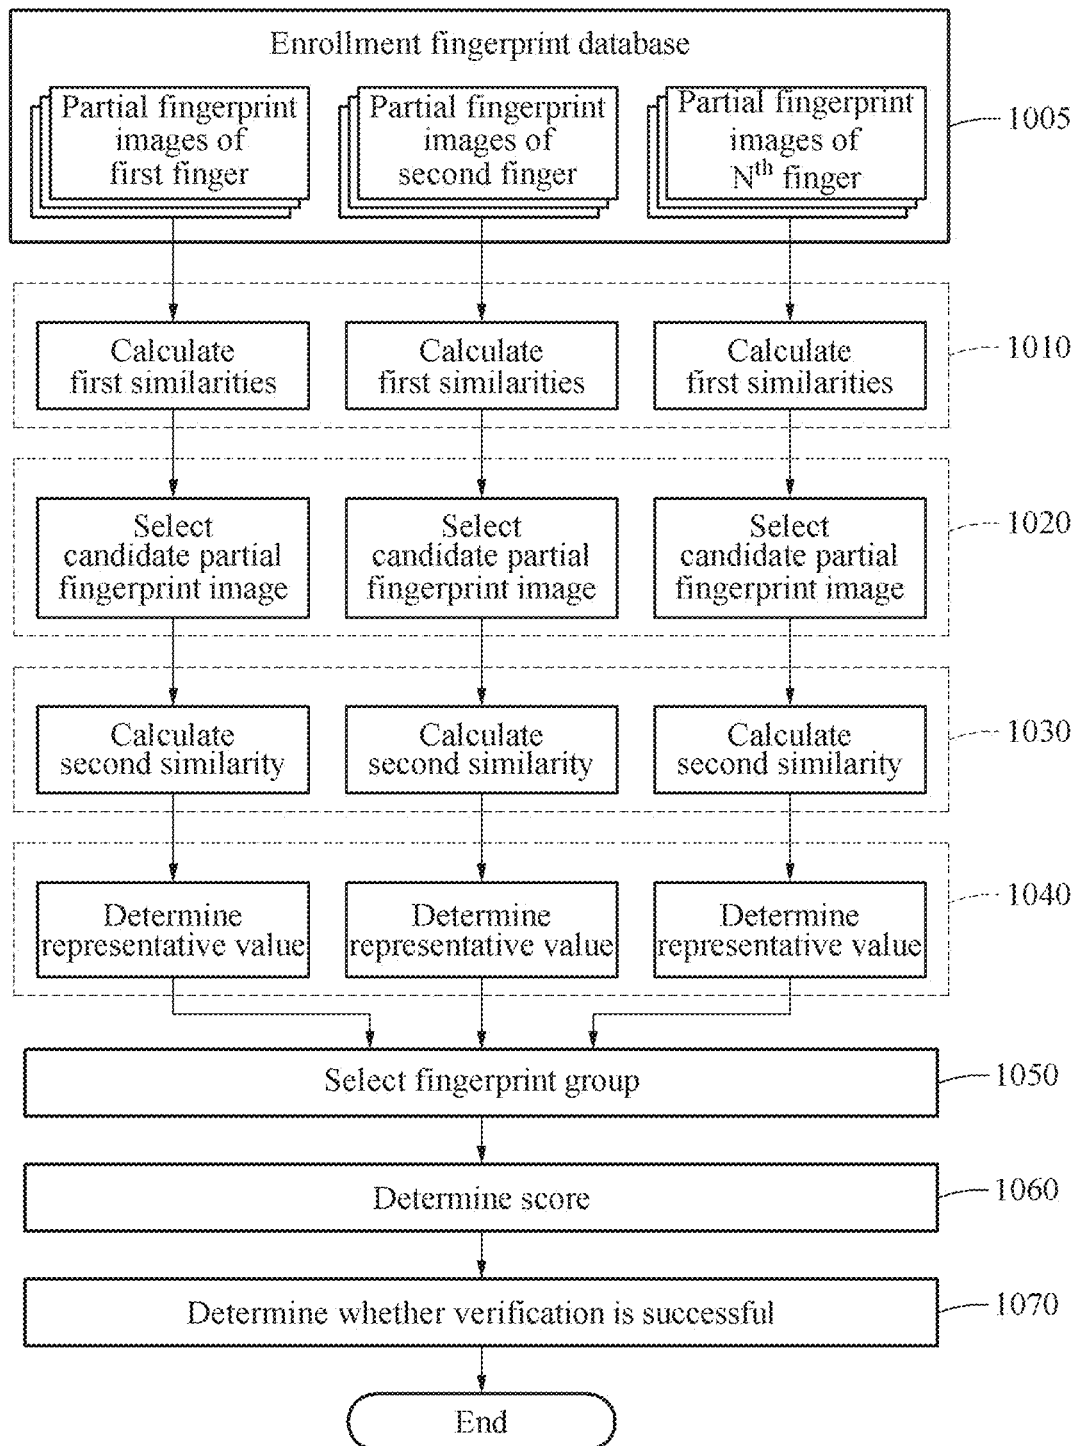 Enrollment fingerprint database
Partial fingerprint
images of
first finger
Partial fingerprint
images of
second finger
Partial fingerprint
images of
Nth finger
1005
Calculate
first similarities
Calculate
first similarities
Calculate
first similarities
1010
Select
candidate partial
fingerprint image
Select
candidate partial
fingerprint image
Select
candidate partial
fingerprint image
1020
Calculate
second similarity
Calculate
second similarity
Calculate
second similarity
1030
Determine
representative value
Determine
representative value
Determine
representative value
1040
Select fingerprint group
1050
Determine score
1060
Determine whether verification is successful
1070
End